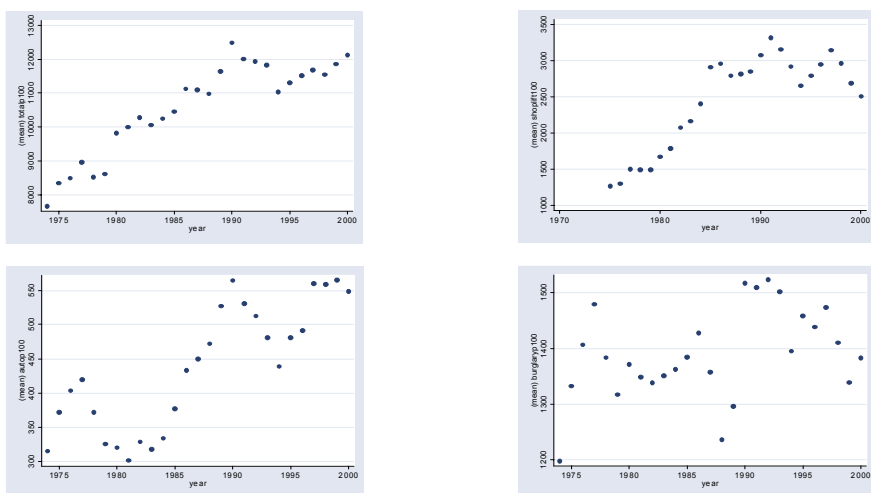 (mean) totalp100
13000
12000
11000
10000
9000
8000
1975 1980 1985 1990 1995 2000
year
(mean) shoplift100
3500
3000
2500
2000
1500
1000
1970 1980 1990 2000
year
(mean) autop100
550
500
450
400
350
300
1975 1980 1985 1990 1995 2000
year
(mean) burglaryp100
1500
1400
1300
1200
1975 1980 1985 1990 1995 2000
year